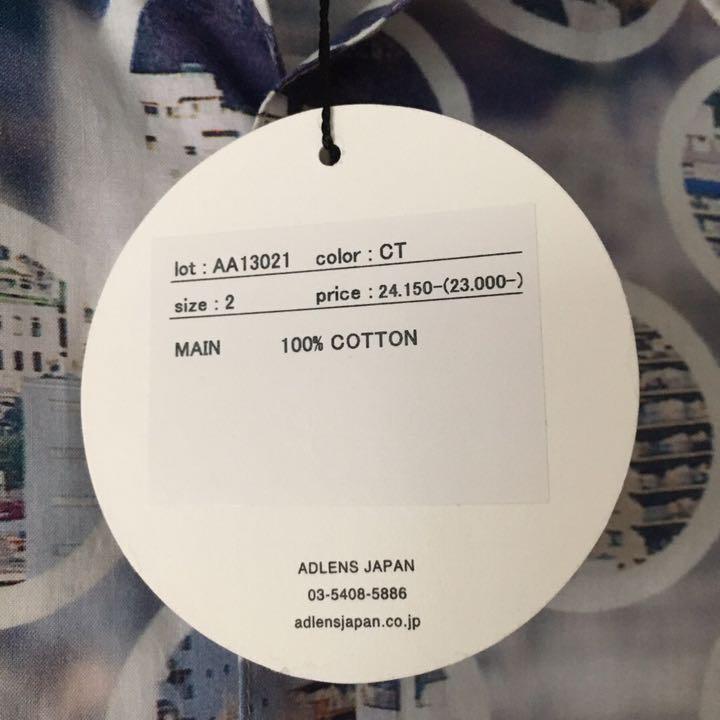 lot : AA13021 color : CT
size : 2 price : 24.150-(23.000-)
MAIN 100% COTTON
ADLENS JAPAN
03-5408-5886
adlensjapan.co.jp